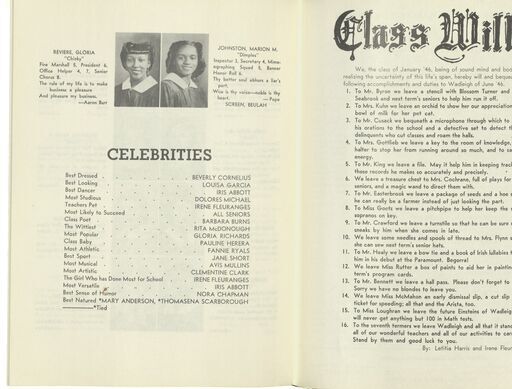 REVIERE, GLORIA
"Chicky"
Fire Marshall 5, President 6,
Office Helper 4, 7, Senior
Chorus 8.
The rule of my life is to make
business a pleasure
And pleasure my business.
—Aaron Burr
JOHNSTON, MARION M.
"Dimples"
Inspector 3, Secretary 4, Mime-
ographing Squad 5, Banner
Honor Roll 6.
Thy better soul abhors a liar's
part,
Wise is thy voice—noble is thy
heart.
— Pope
SCREEN, BEULAH
CELEBRITIES
Best Dressed . BEVERLY CORNELIUS
Best Looking . LOUISA GARCIA
Best Dancer . IRIS ABBOTT
Most Studious . DOLORES MICHAEL
Teachers Pet . IRENE FLEURANGES
Most Likely to Succeed . ALL SENIORS
Class Poet . BARBARA BURNS
The Wittiest . RITA McDONOUGH
Most Popular . GLORIA RICHARDS
Class Baby . PAULINE HERERA
Most Athletic . FANNIE RYALS
Best Sport . JANE SHORT
Most Musical . AVIS MULLINS
Most Artistic . CLEMENTINE CLARK
The Girl Who has Done Most for School . IRENE FLEURANGES
Most Versatile . IRIS ABBOTT
Best Sense of Humor . NORA CHAPMAN
Best Natured *MARY ANDERSON, *THOMASENA SCARBOROUGH
*Tied
Class Will
We, the class of January '46, being of sound mind and body
realizing the uncertainty of this life's span, hereby will and beque
following accomplishments and duties to Wadleigh of June '46.
1. To Mr. Byron we leave a stencil with Blossom Turner and
Seabrook and next term's seniors to help him run it off.
2. To Mrs. Kuhn we leave an orchid to show her our appreciation
bowl of milk for her pet cat.
3. To Mr. Cusack we bequeath a microphone through which to
his orations to the school and a detective set to detect th
delinquents who cut classes and roam the halls.
4. To Mrs. Gottlieb we leave a key to the room of knowledge,
halter to stop her from running around so much, and to sa
energy.
5. To Mr. King we leave a file. May it help him in keeping track
those records he makes so accurately and precisely.
6. We leave a treasure chest to Mrs. Cochrane, full of plays for
seniors, and a magic wand to direct them with.
7. To Mr. Easterbrook we leave a package of seeds and a hoe
he can really be a farmer instead of just looking the part.
8. To Miss Goets we leave a pitchpipe to help her keep the
sopranos on key.
9. To Mr. Crawford we leave a turnstile so that he can be sure
sneaks by him when she comes in late.
10. We leave some needles and spools of thread to Mrs. Flynn s
she can sew next term's senior hats.
11. To Mr. Healy we leave a bow tie and a book of Irish lullabies t
him in his debut at the Paramount. Begorra!
12. We leave Miss Rutter a box of paints to aid her in painting
term's program cards.
13. To Mr. Bennett we leave a hall pass. Please don't forget to
Sorry we have no blondes to leave you.
14. We leave Miss McMahon an early dismissal slip, a cut slip
ticket for speeding; all that and the Arista, too.
15. To Miss Loughran we leave the future Einsteins of Wadleigh
will never get anything but 100 in Math tests.
16. To the seventh termers we leave Wadleigh and all that it stand
all of our wonderful teachers and all of our activities to carry
Stand by them and good luck to you.
By: Letitia Harris and Irene Fleur